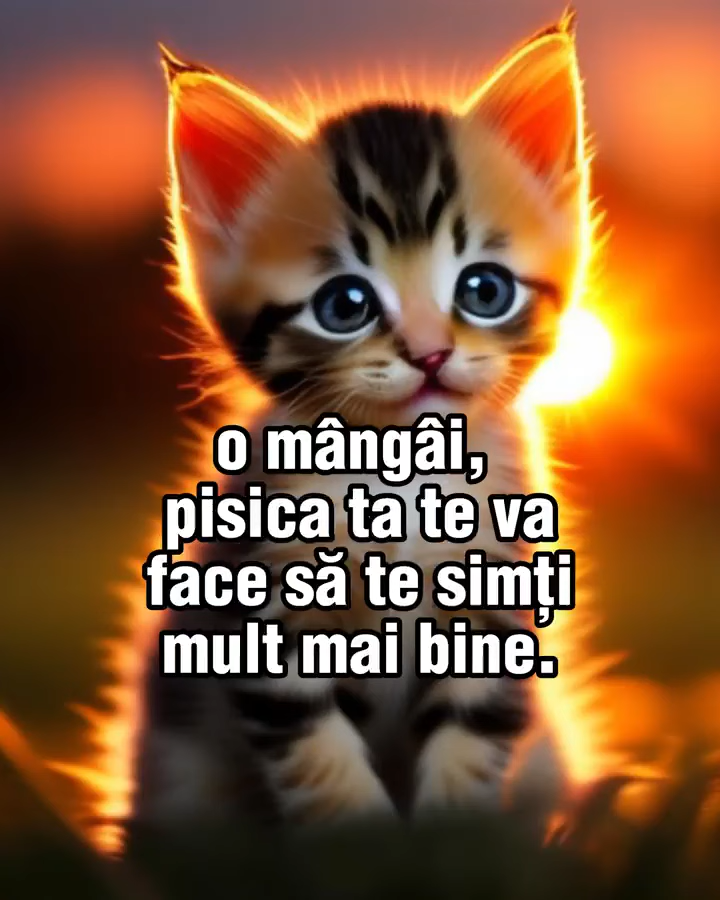 o mângâi,
pisica ta te va
face să te simți
mult mai bine.